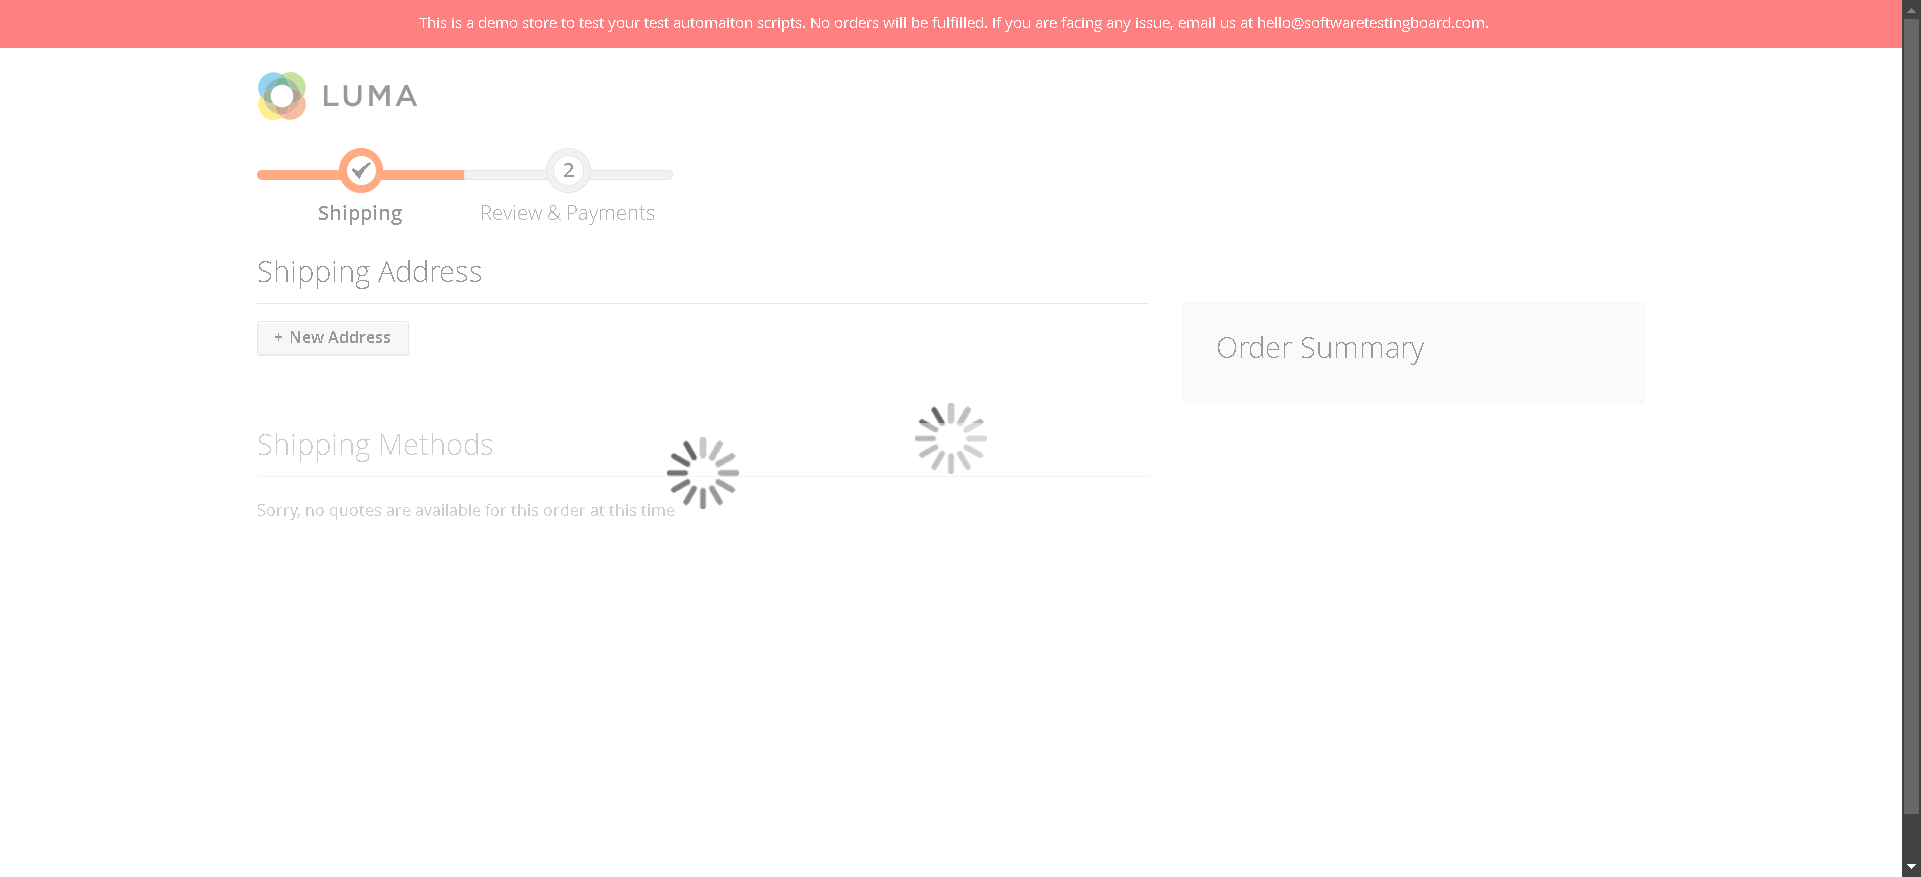 This is a demo store to test your test automaiton scripts. No orders will be fulfilled. If you are facing any issue, email us at hello@softwaretestingboard.com.
LUMA
2
Shipping
Review & Payments
Shipping Address
+ New Address
Order Summary
Shipping Methods
Sorry, no quotes are available for this order at this time